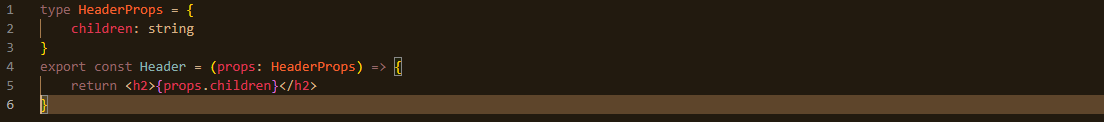 1 type HeaderProps = {
2     children: string
3 }
4 export const Header = (props: HeaderProps) => {
5     return <h2>{props.children}</h2>
6 }